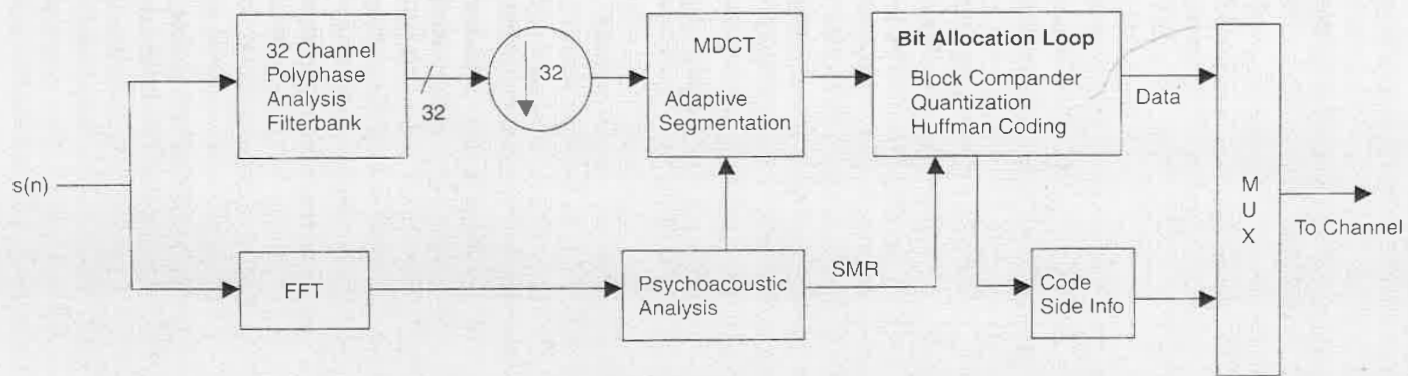 32 Channel
Polyphase
Analysis
Filterbank
32
32
MDCT
Adaptive
Segmentation
Bit Allocation Loop
Block Compander
Quantization
Huffman Coding
Data
s(n)
M
U
X
To Channel
FFT
Psychoacoustic
Analysis
SMR
Code
Side Info